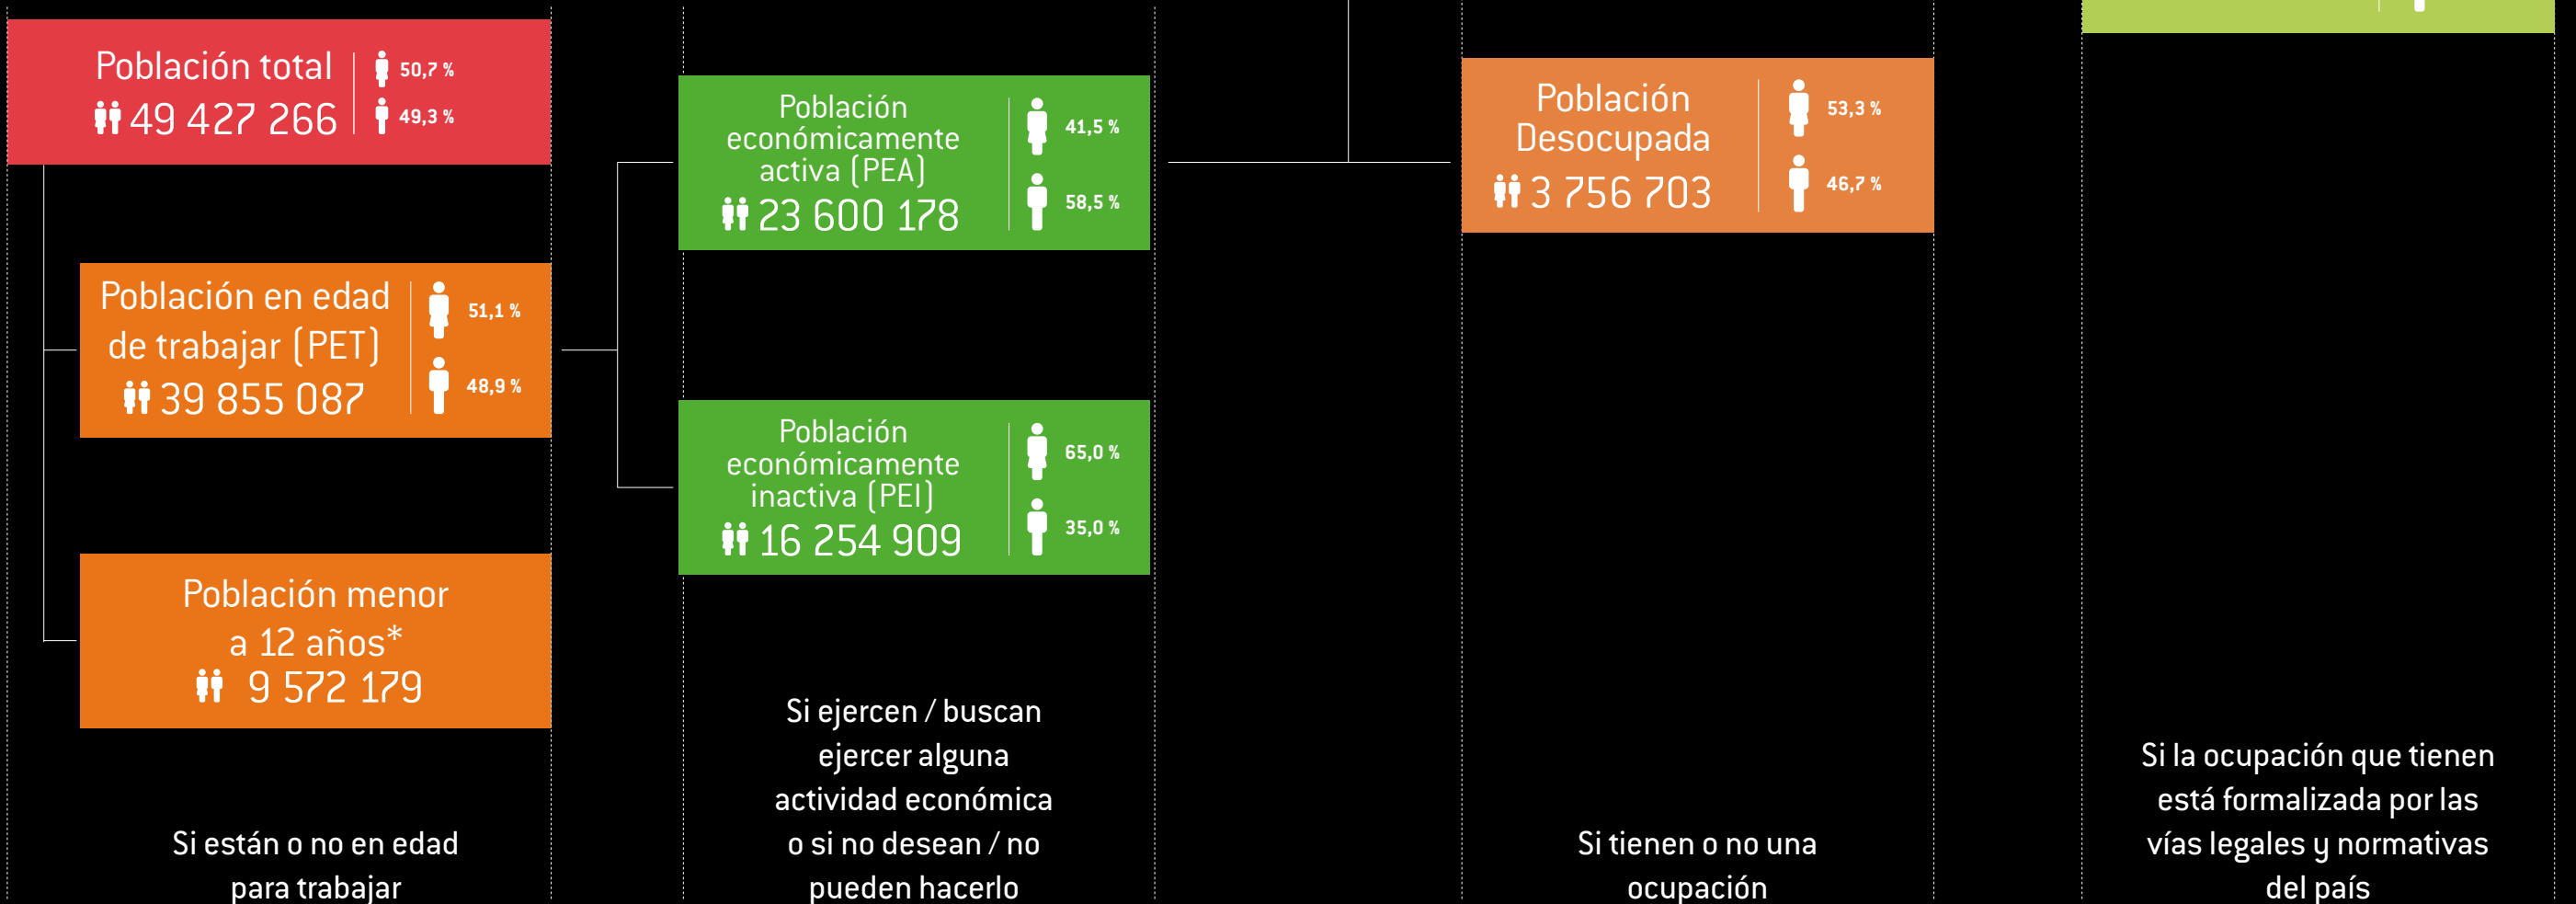 Población total
49 427 266
50,7 %
49,3 %
Población en edad
de trabajar (PET)
39 855 087
51,1 %
48,9 %
Población menor
a 12 años*
9 572 179
Si están o no en edad
para trabajar
Población
económicamente
activa (PEA)
23 600 178
41,5 %
58,5 %
Población
económicamente
inactiva (PEI)
16 254 909
65,0 %
35,0 %
Si ejercen / buscan
ejercer alguna
actividad económica
o si no desean / no
pueden hacerlo
Población
Desocupada
3 756 703
53,3 %
46,7 %
Si tienen o no una
ocupación
Si la ocupación que tienen
está formalizada por las
vías legales y normativas
del país